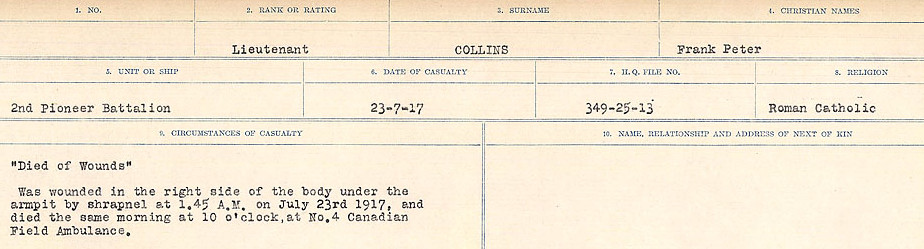 1. NO. 2. RANK OR RATING 3. SURNAME 4. CHRISTIAN NAMES
Lieutenant COLLINS Frank Peter
5. UNIT OR SHIP 6. DATE OF CASUALTY 7. H.Q. FILE NO. 8. RELIGION
2nd Pioneer Battalion 23-7-17 349-25-13 Roman Catholic
9. CIRCUMSTANCES OF CASUALTY 10. NAME, RELATIONSHIP AND ADDRESS OF NEXT OF KIN
"Died of Wounds"
Was wounded in the right side of the body under the
armpit by shrapnel at 1.45 A.M. on July 23rd 1917, and
died the same morning at 10 o'clock,at No.4 Canadian
Field Ambulance.